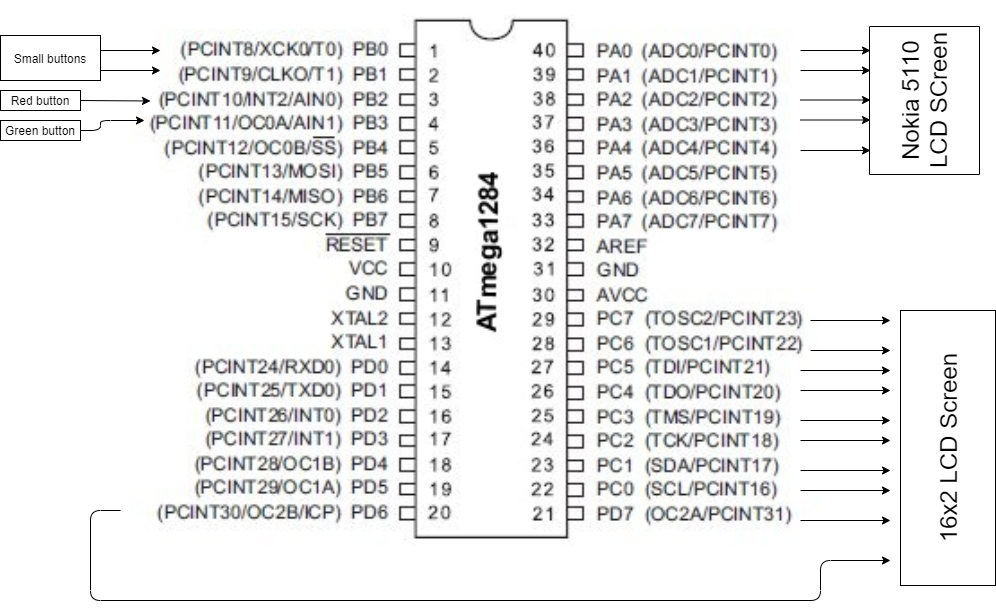 Small buttons
Red button
Green button
(PCINT8/XCK0/T0) PB0 1
(PCINT9/CLKO/T1) PB1 2
(PCINT10/INT2/AIN0) PB2 3
(PCINT11/OC0A/AIN1) PB3 4
(PCINT12/OC0B/SS) PB4 5
(PCINT13/MOSI) PB5 6
(PCINT14/MISO) PB6 7
(PCINT15/SCK) PB7 8
RESET 9
VCC 10
GND 11
XTAL2 12
XTAL1 13
(PCINT24/RXD0) PD0 14
(PCINT25/TXD0) PD1 15
(PCINT26/INT0) PD2 16
(PCINT27/INT1) PD3 17
(PCINT28/OC1B) PD4 18
(PCINT29/OC1A) PD5 19
(PCINT30/OC2B/ICP) PD6 20
ATmega1284
40 PA0 (ADC0/PCINT0)
39 PA1 (ADC1/PCINT1)
38 PA2 (ADC2/PCINT2)
37 PA3 (ADC3/PCINT3)
36 PA4 (ADC4/PCINT4)
35 PA5 (ADC5/PCINT5)
34 PA6 (ADC6/PCINT6)
33 PA7 (ADC7/PCINT7)
32 AREF
31 GND
30 AVCC
29 PC7 (TOSC2/PCINT23)
28 PC6 (TOSC1/PCINT22)
27 PC5 (TDI/PCINT21)
26 PC4 (TDO/PCINT20)
25 PC3 (TMS/PCINT19)
24 PC2 (TCK/PCINT18)
23 PC1 (SDA/PCINT17)
22 PC0 (SCL/PCINT16)
21 PD7 (OC2A/PCINT31)
Nokia 5110
LCD SCreen
16x2 LCD Screen